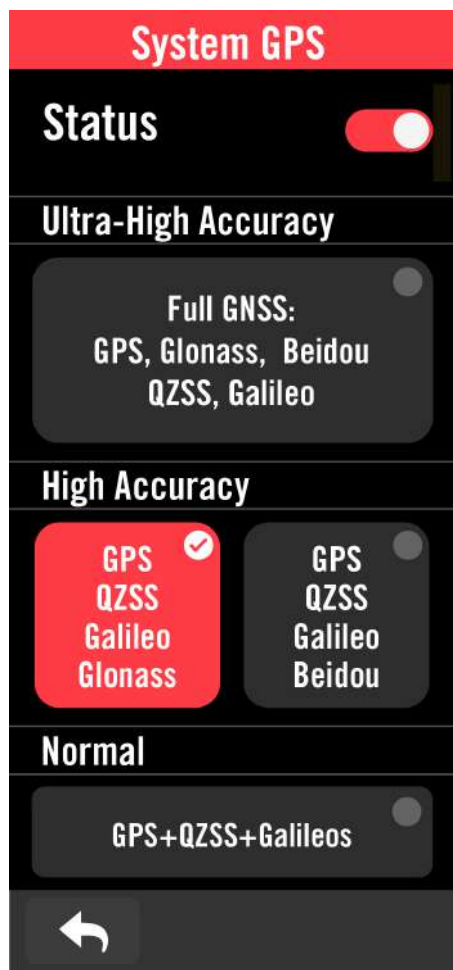 System GPS
Status
Ultra-High Accuracy
Full GNSS:
GPS, Glonass, Beidou
QZSS, Galileo
High Accuracy
GPS
QZSS
Galileo
Glonass
GPS
QZSS
Galileo
Beidou
Normal
GPS+QZSS+Galileos